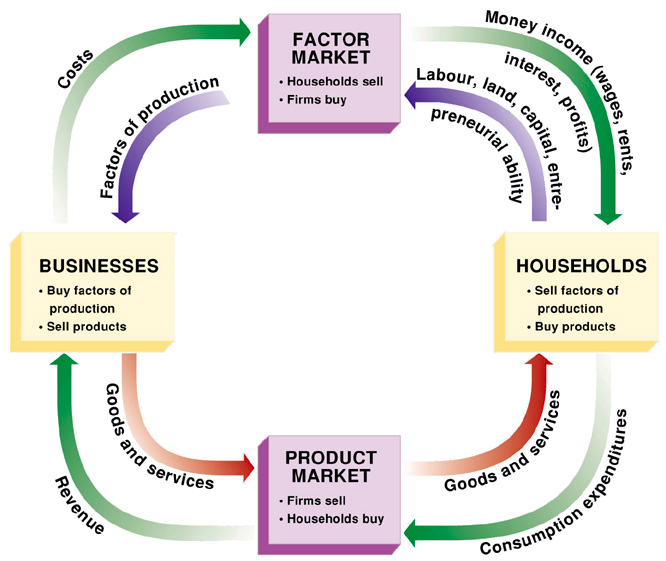 FACTOR
MARKET
• Households sell
• Firms buy
Costs
Factors of production
Money income (wages, rents,
interest, profits)
Labour, land, capital, entre-
preneurial ability
BUSINESSES
• Buy factors of
production
• Sell products
HOUSEHOLDS
• Sell factors of
production
• Buy products
Goods and services
Revenue
PRODUCT
MARKET
• Firms sell
• Households buy
Goods and services
Consumption expenditures